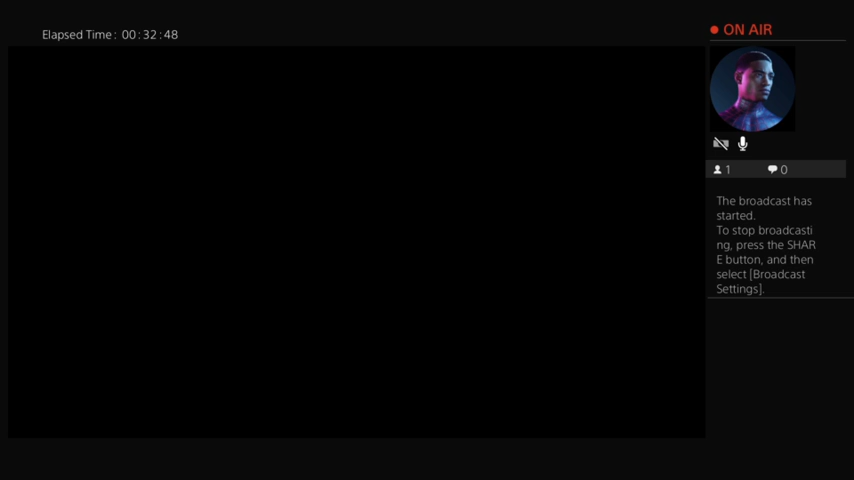 Elapsed Time: 00:32:48
ON AIR
1 0
The broadcast has
started.
To stop broadcasti
ng, press the SHAR
E button, and then
select [Broadcast
Settings].